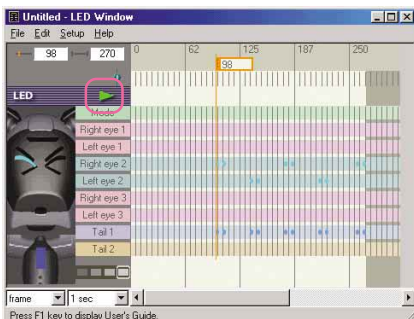 Untitled - LED Window
File Edit Setup Help
98 270 0 62 125 187 250
98
LED
Mode
Right eye 1
Left eye 1
Right eye 2
Left eye 2
Right eye 3
Left eye 3
Tail 1
Tail 2
frame 1 sec
Press F1 key to display User's Guide.